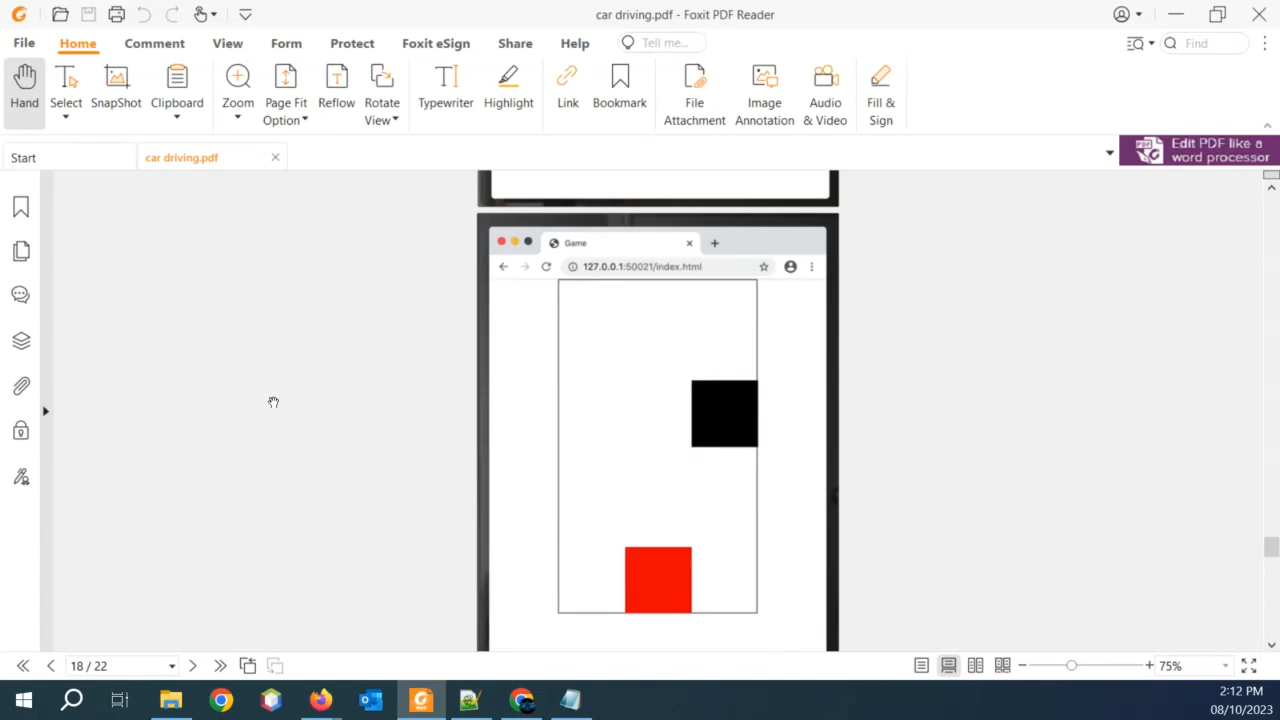 car driving.pdf - Foxit PDF Reader
File Home Comment View Form Protect Foxit eSign Share Help Tell me... Find
Hand Select SnapShot Clipboard Zoom Page Fit Option Reflow Rotate View Typewriter Highlight Link Bookmark File Attachment Image Annotation Audio & Video Fill & Sign
Start car driving.pdf
Edit PDF like a
word processor
Game
127.0.0.1:50021/index.html
18 / 22 75%
2:12 PM
08/10/2023